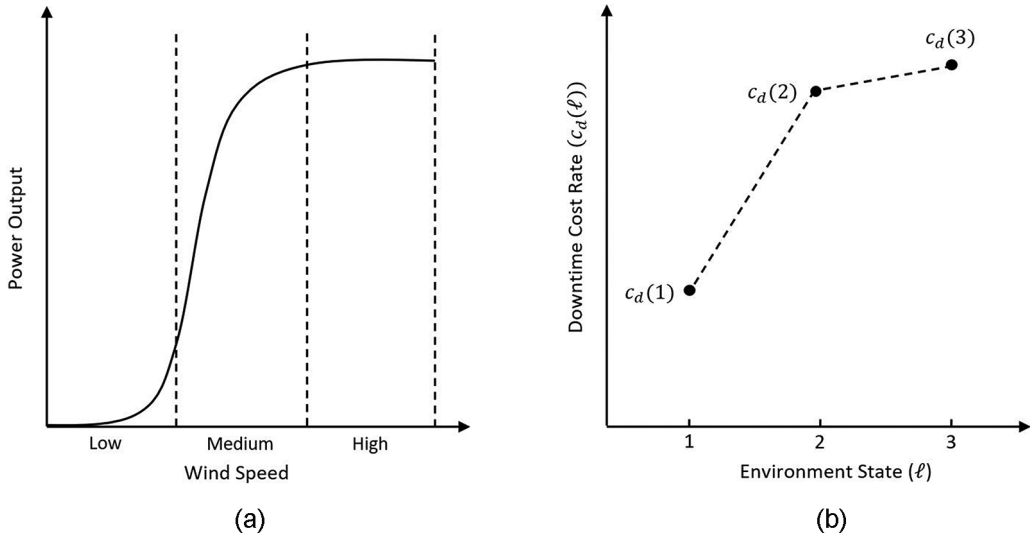 Power Output
Low
Medium
High
Wind Speed
(a)
Downtime Cost Rate (c_d(ℓ))
c_d(1)
c_d(2)
c_d(3)
1
2
3
Environment State (ℓ)
(b)